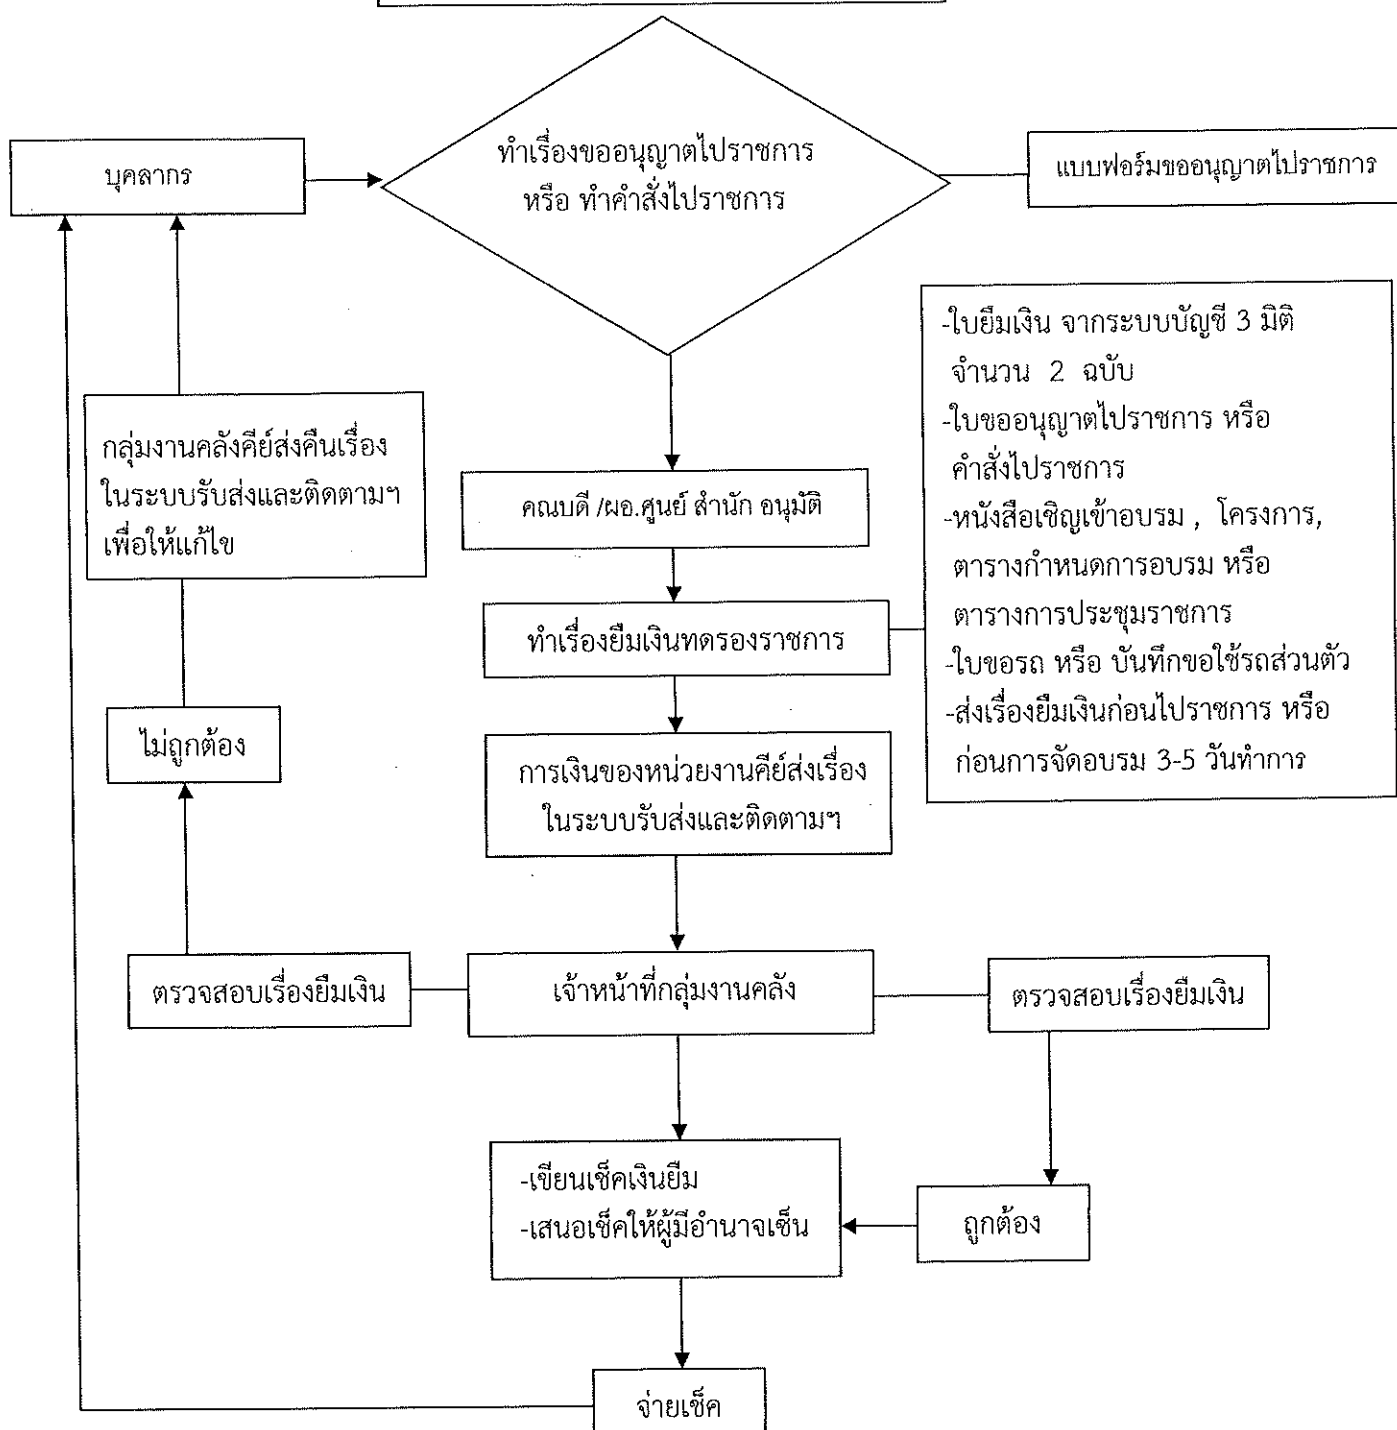 ทำเรื่องขออนุญาตไปราชการ
หรือ ทำคำสั่งไปราชการ
บุคลากร
แบบฟอร์มขออนุญาตไปราชการ
-ใบยืมเงิน จากระบบบัญชี 3 มิติ
จำนวน 2 ฉบับ
-ใบขออนุญาตไปราชการ หรือ
คำสั่งไปราชการ
-หนังสือเชิญเข้าอบรม , โครงการ,
ตารางกำหนดการอบรม หรือ
ตารางการประชุมราชการ
-ใบขอรถ หรือ บันทึกขอใช้รถส่วนตัว
-ส่งเรื่องยืมเงินก่อนไปราชการ หรือ
ก่อนการจัดอบรม 3-5 วันทำการ
กลุ่มงานคลังคีย์ส่งคืนเรื่อง
ในระบบรับส่งและติดตามฯ
เพื่อให้แก้ไข
คณบดี /ผอ.ศูนย์ สำนัก อนุมัติ
ทำเรื่องยืมเงินทดรองราชการ
ไม่ถูกต้อง
การเงินของหน่วยงานคีย์ส่งเรื่อง
ในระบบรับส่งและติดตามฯ
ตรวจสอบเรื่องยืมเงิน
เจ้าหน้าที่กลุ่มงานคลัง
ตรวจสอบเรื่องยืมเงิน
-เขียนเช็คเงินยืม
-เสนอเช็คให้ผู้มีอำนาจเซ็น
ถูกต้อง
จ่ายเช็ค